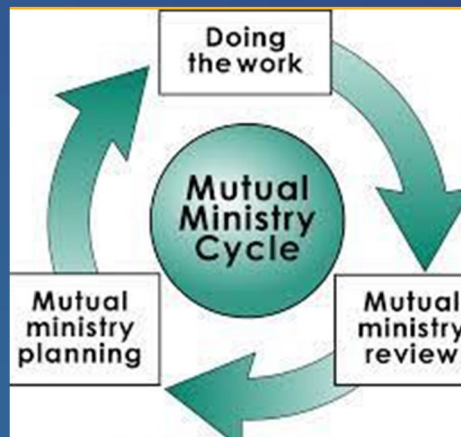 Doing
the work
Mutual
Ministry
Cycle
Mutual
ministry
planning
Mutual
ministry
review